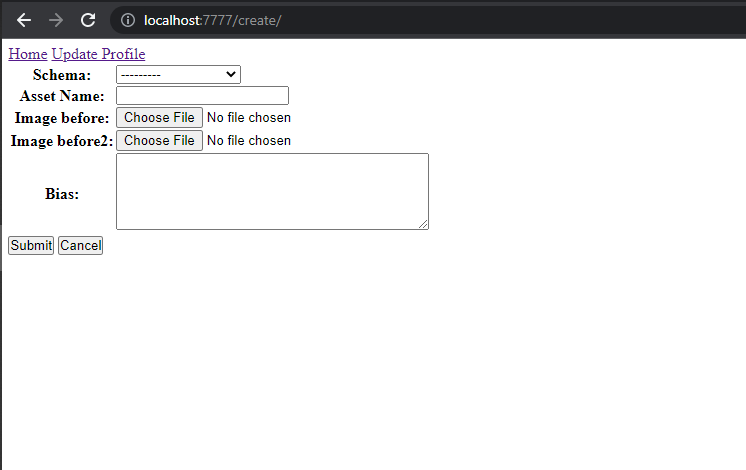 localhost:7777/create/
Home Update Profile
Schema: ---------
Asset Name:
Image before: Choose File No file chosen
Image before2: Choose File No file chosen
Bias:
Submit Cancel